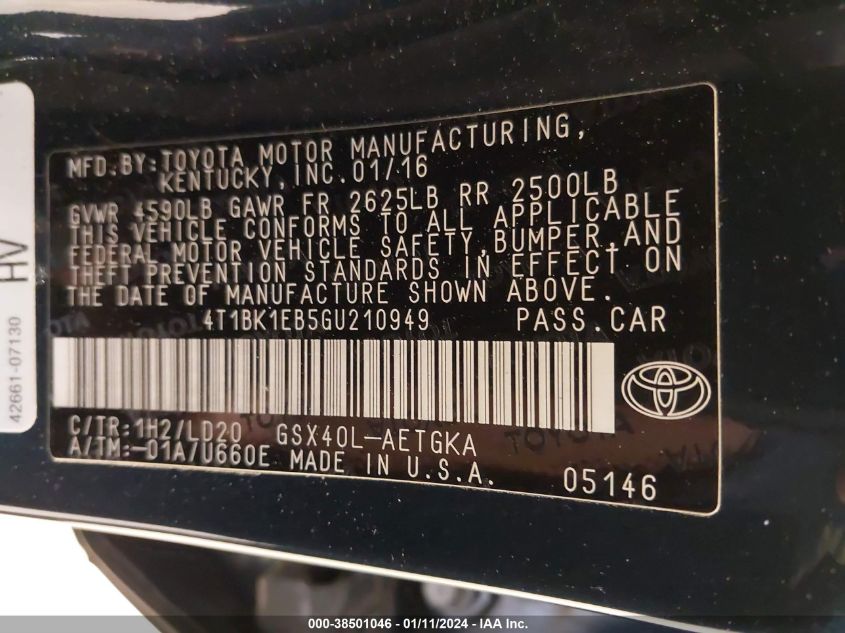 MFD. BY: TOYOTA MOTOR MANUFACTURING,
KENTUCKY, INC. 01/16
GVWR 4590LB GAWR FR 2625LB RR 2500LB
THIS VEHICLE CONFORMS TO ALL APPLICABLE
FEDERAL MOTOR VEHICLE SAFETY, BUMPER, AND
THEFT PREVENTION STANDARDS IN EFFECT ON
THE DATE OF MANUFACTURE SHOWN ABOVE.
4T1BK1EB5GU210949 PASS. CAR
C/TR: 1H2/LD20 GSX40L-AETGKA
A/TM: -01A/U660E MADE IN U.S.A.
05146
HV
42661-07130
000-38501046 - 01/11/2024 - IAA Inc.